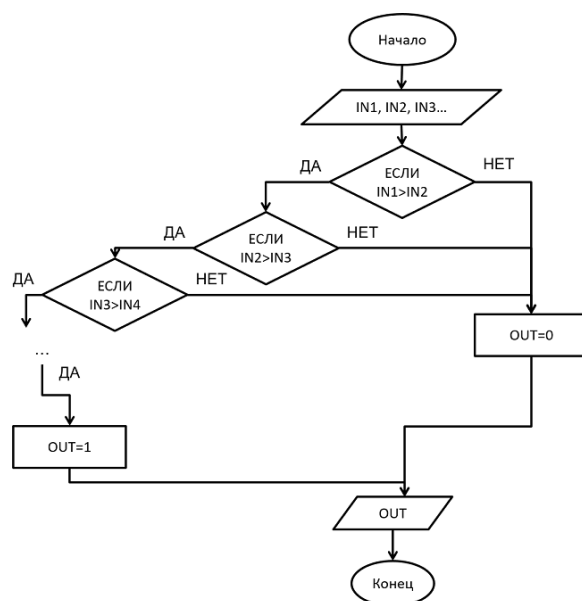 Начало
IN1, IN2, IN3...
ДА
ЕСЛИ
IN1>IN2
НЕТ
ДА
ЕСЛИ
IN2>IN3
НЕТ
ДА
ЕСЛИ
IN3>IN4
НЕТ
OUT=0
...
ДА
OUT=1
OUT
Конец